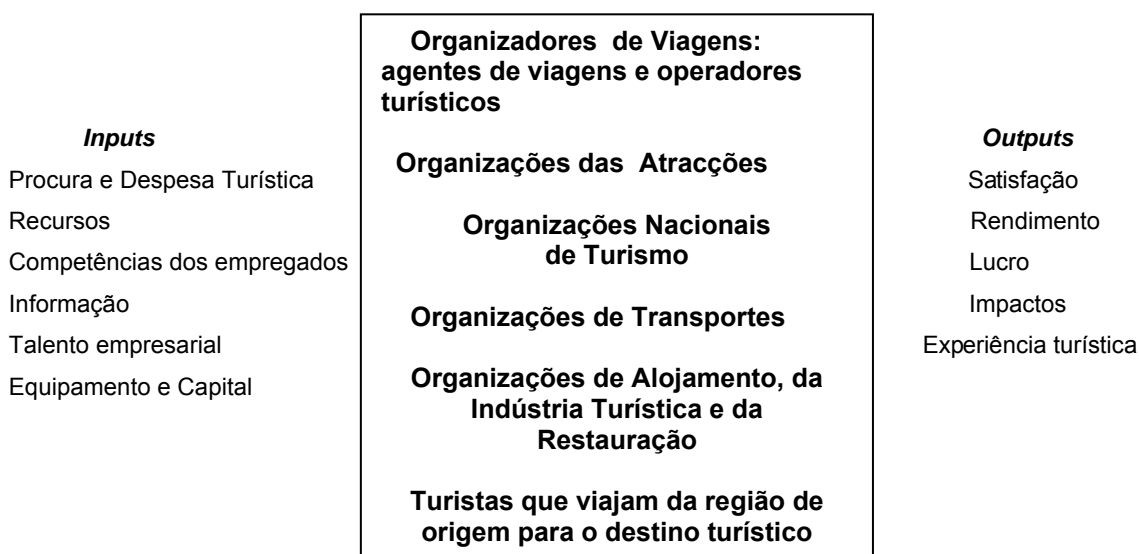 Organizadores de Viagens:
agentes de viagens e operadores
turísticos
Inputs
Procura e Despesa Turística
Recursos
Competências dos empregados
Informação
Talento empresarial
Equipamento e Capital
Organizações das Atracções
Organizações Nacionais
de Turismo
Organizações de Transportes
Organizações de Alojamento, da
Indústria Turística e da
Restauração
Turistas que viajam da região de
origem para o destino turístico
Outputs
Satisfação
Rendimento
Lucro
Impactos
Experiência turística